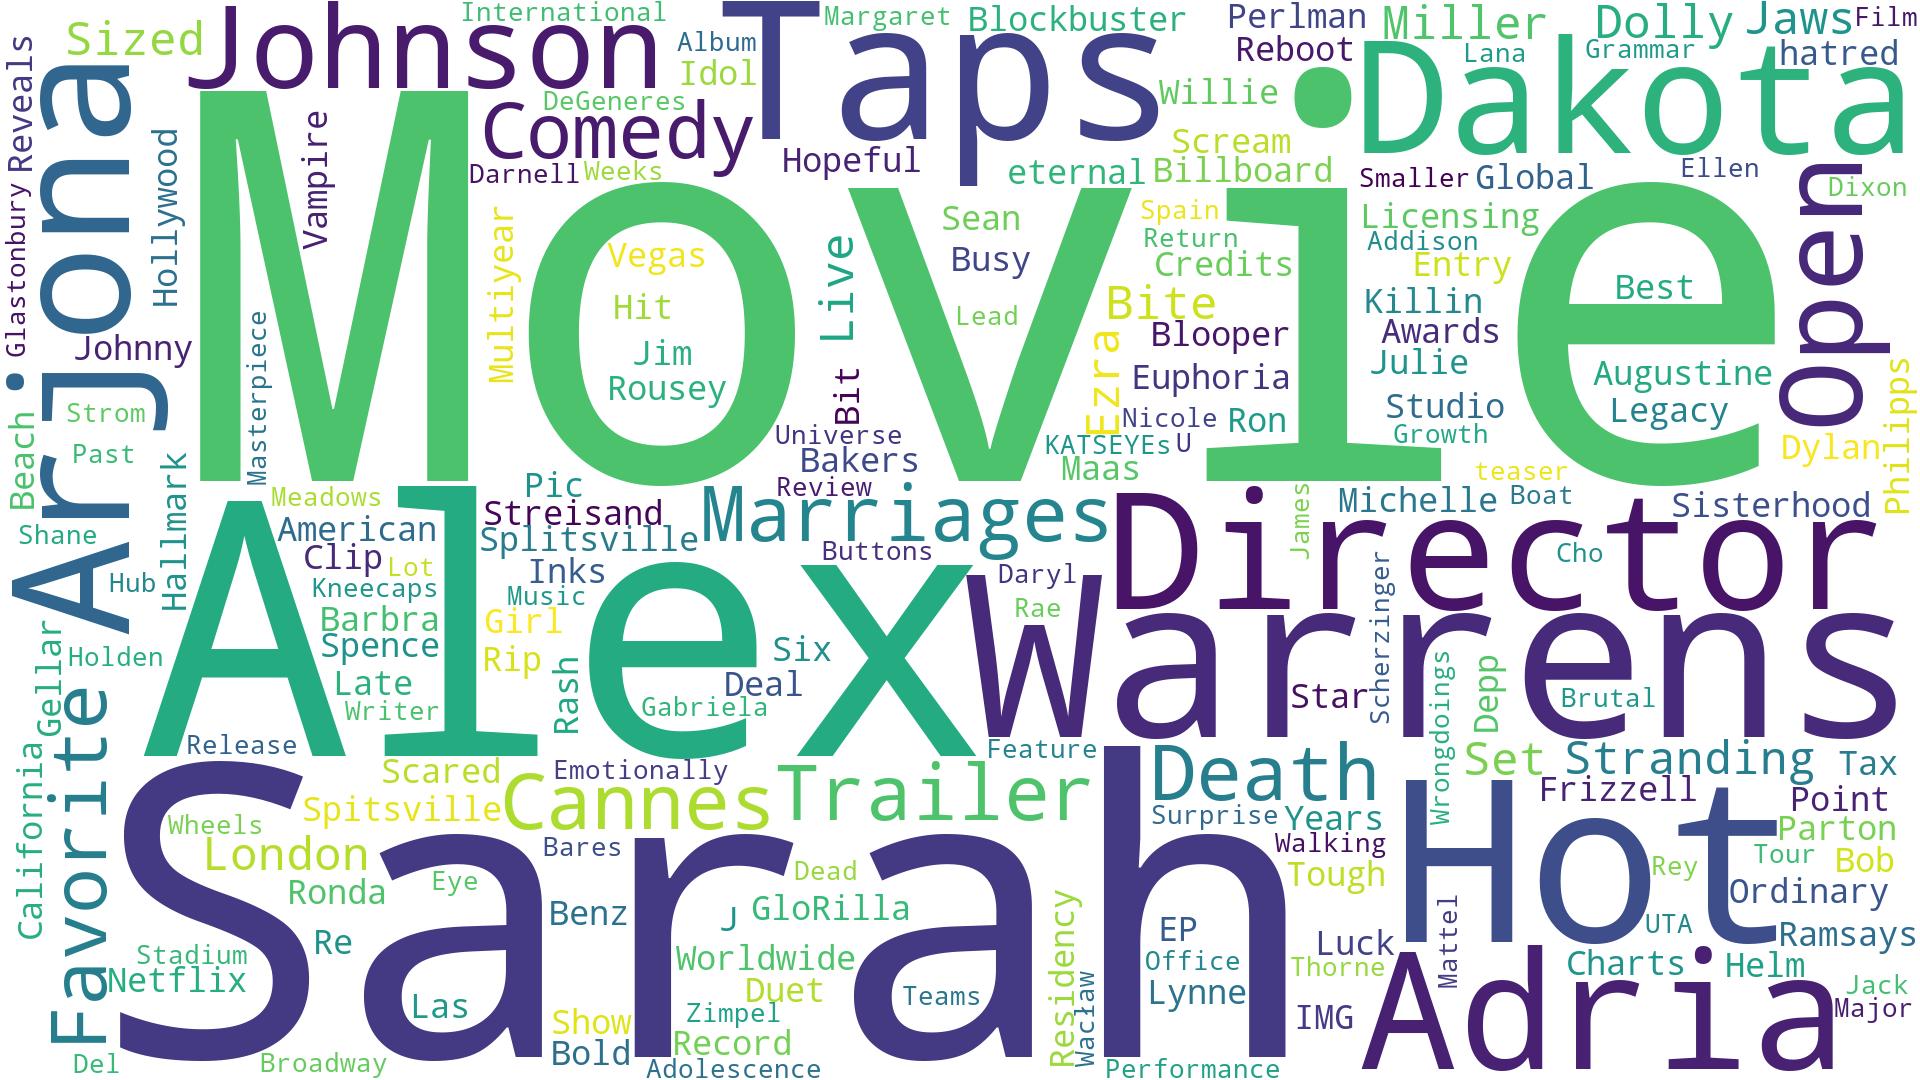 International
Margaret
Blockbuster
Perlman
Miller
Dolly
Jaws
Film
Sized
Johnson
Album
Taps
Reboot
Lana
Grammar
hatred
Idol
Reveals
Arjona
DeGeneres
Willie
Dakota
Comedy
Vampire
Hollywood
Scream
Hopeful
Darnell
Weeks
eternal
Billboard
Smaller
Global
Ellen
Dixon
Glastonbury
Movie
Multiyear
Sean
Spain
Licensing
Open
Vegas
Live
Busy
Return
Addison
Credits
Entry
Hit
Bite
Killin
Best
Lead
Johnny
Masterpiece
Jim
Blooper
Awards
Ezra
Julie
Rousey
Bit
Euphoria
Augustine
Strom
Beach
Nicole
Ron
Studio
Legacy
Philipps
Past
Universe
KATSEYEs
U
Growth
Dylan
Bakers
Maas
teaser
Hallmark
Meadows
Pic
Review
Michelle
Boat
Sisterhood
Shane
American
Streisand
Marriages
Director
James
Alex
Splitsville
Buttons
Cho
Clip
Lot
Inks
Daryl
Hub
Kneecaps
Music
Rae
Scherzinger
Barbra
Girl
Warrens
Spence
Six
Holden
Gellar
Rip
Late
Rash
Deal
Star
Depp
Brutal
Writer
Gabriela
Wrongdoings
Release
Feature
Favorite
Scared
Emotionally
Trailer
Death
Set
Stranding
Tax
California
Spitsville
Cannes
Frizzell
Point
Sarah
Wheels
Surprise
Years
Hot
Parton
London
Bares
Walking
Tour
Bob
Ronda
Eye
Dead
Tough
Rey
Ordinary
Benz
J
GloRilla
Residency
EP
UTA
Re
Luck
Mattel
Ramsays
Stadium
Worldwide
Office
Thorne
Charts
Helm
Netflix
Duet
Teams
Lynne
Adria
Jack
Las
Zimpel
Wacław
IMG
Major
Show
Record
Bold
Del
Broadway
Adolescence
Performance